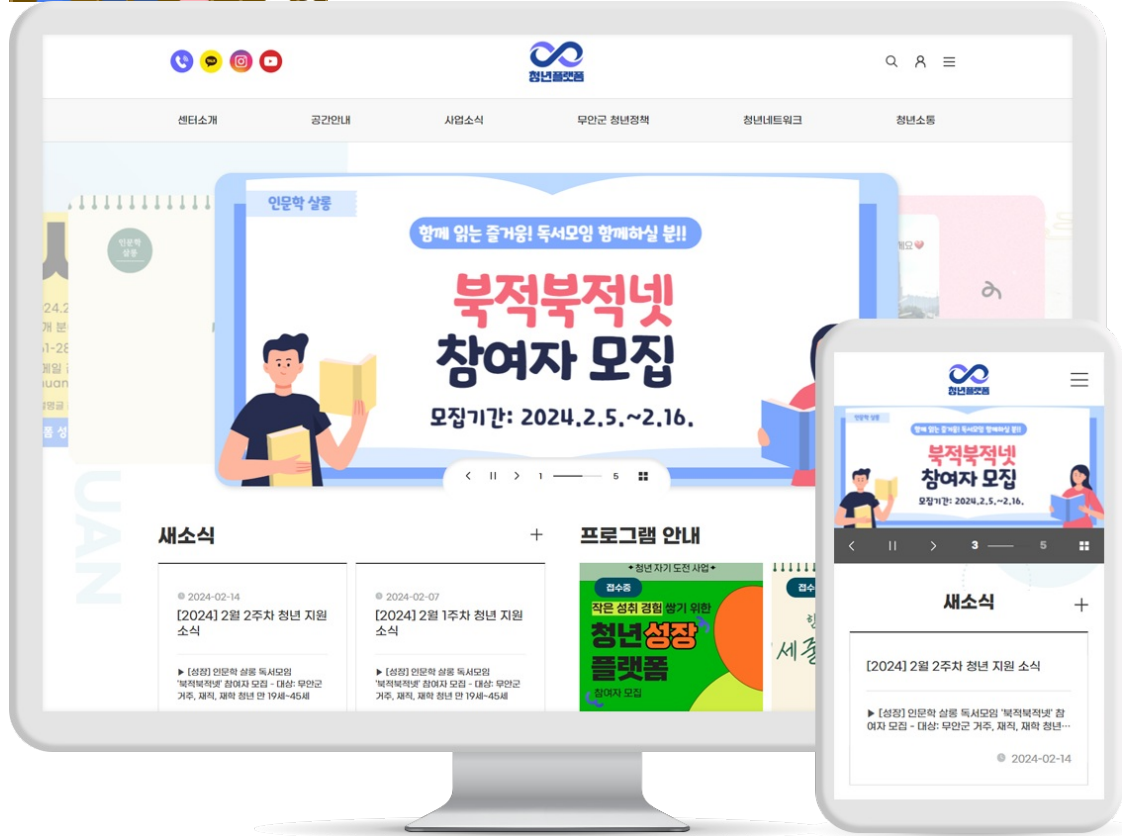 청년플랫폼
센터소개
공간안내
사업소식
무안군 청년정책
청년네트워크
청년소통
인문학 살롱
함께 읽는 즐거움! 독서모임 함께하실 분!!
북적북적넷
참여자 모집
모집기간: 2024.2.5.~2.16.
인문학
살롱
24.2
개 분
61-28
메일
uan
UAN
1
5
새소식
+
2024-02-14
[2024] 2월 2주차 청년 지원
소식
▶ [성장] 인문학 살롱 독서모임
'북적북적넷' 참여자 모집 - 대상: 무안군
거주, 재직, 재학 청년 만 19세~45세
2024-02-07
[2024] 2월 1주차 청년 지원
소식
▶ [성장] 인문학 살롱 독서모임
'북적북적넷' 참여자 모집 - 대상: 무안군
거주, 재직, 재학 청년 만 19세~45세
프로그램 안내
✦청년 자기 도전 사업✦
접수중
작은 성취 경험 쌓기 위한
청년성장
플랫폼
참여자 모집
접수
청년플랫폼
인문학 살롱
함께 읽는 즐거움! 독서모임 함께하실 분!!
북적북적넷
참여자 모집
모집기간: 2024.2.5.~2.16.
3
5
새소식
+
[2024] 2월 2주차 청년 지원 소식
▶ [성장] 인문학 살롱 독서모임 '북적북적넷' 참
여자 모집 - 대상: 무안군 거주, 재직, 재학 청년…
2024-02-14